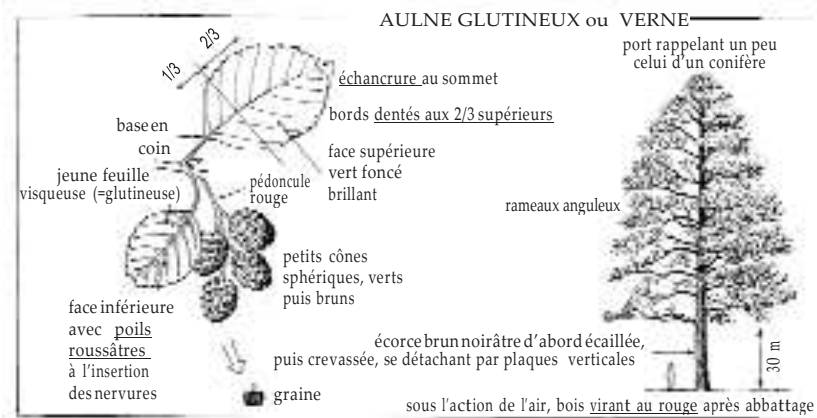 AULNE GLUTINEUX ou VERNE
2/3
1/3
échancrure au sommet
bords dentés aux 2/3 supérieurs
base en
coin
face supérieure
vert foncé
brillant
jeune feuille
visqueuse (=glutineuse)
pédoncule
rouge
petits cônes
sphériques, verts
puis bruns
face inférieure
avec poils
roussâtres
à l'insertion
des nervures
graine
port rappelant un peu
celui d'un conifère
rameaux anguleux
écorce brun noirâtre d'abord écaillée,
puis crevassée, se détachant par plaques verticales
30 m
sous l'action de l'air, bois virant au rouge après abbattage